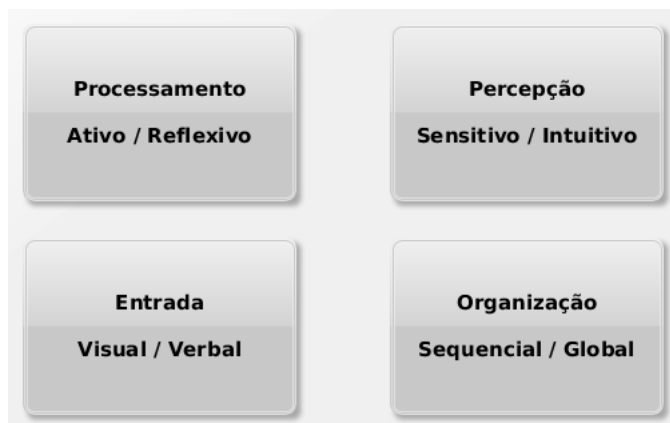 Processamento
Ativo / Reflexivo
Percepção
Sensitivo / Intuitivo
Entrada
Visual / Verbal
Organização
Sequencial / Global